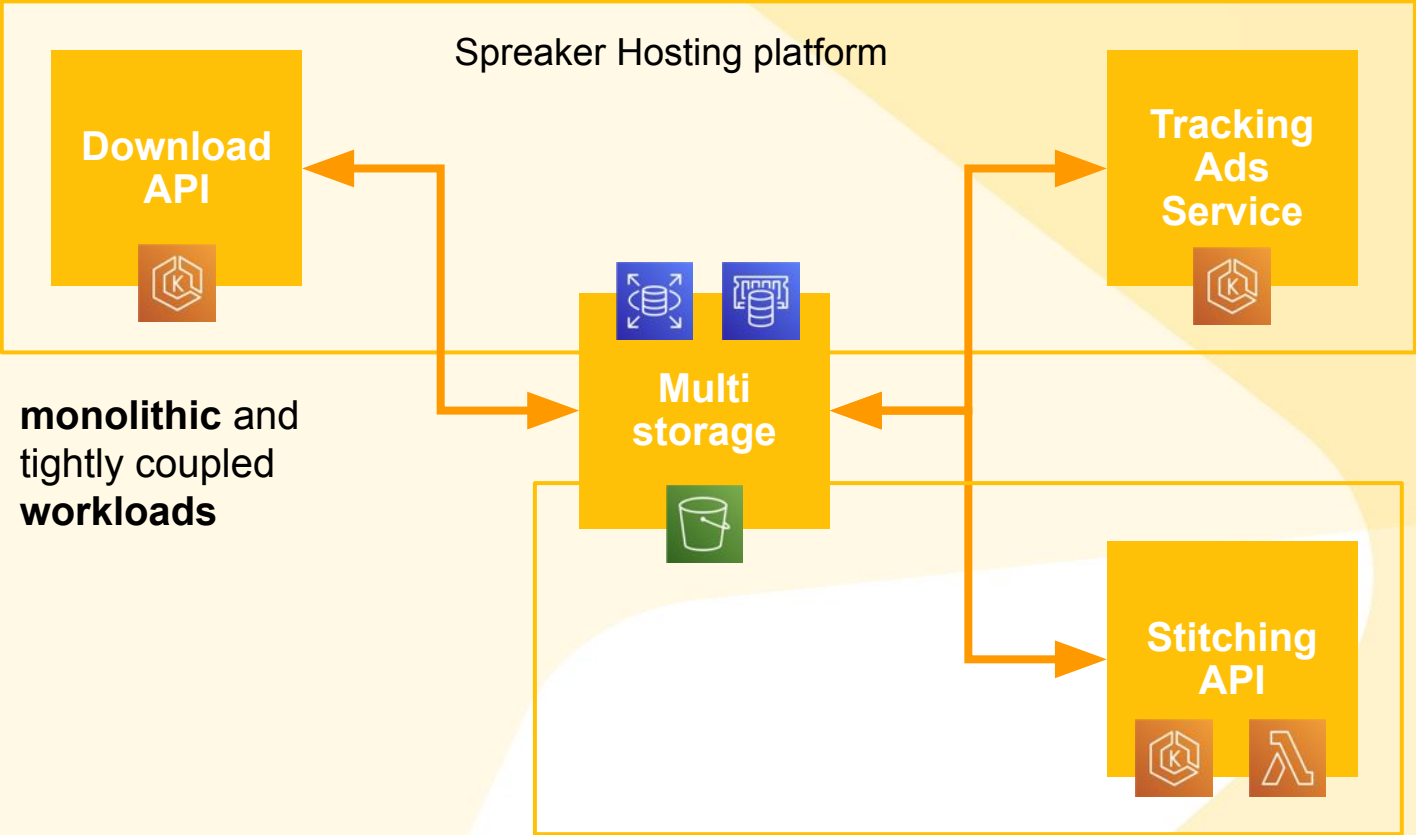 Spreaker Hosting platform
Download
API
Tracking
Ads
Service
Multi
storage
monolithic and
tightly coupled
workloads
Stitching
API
K
K
K